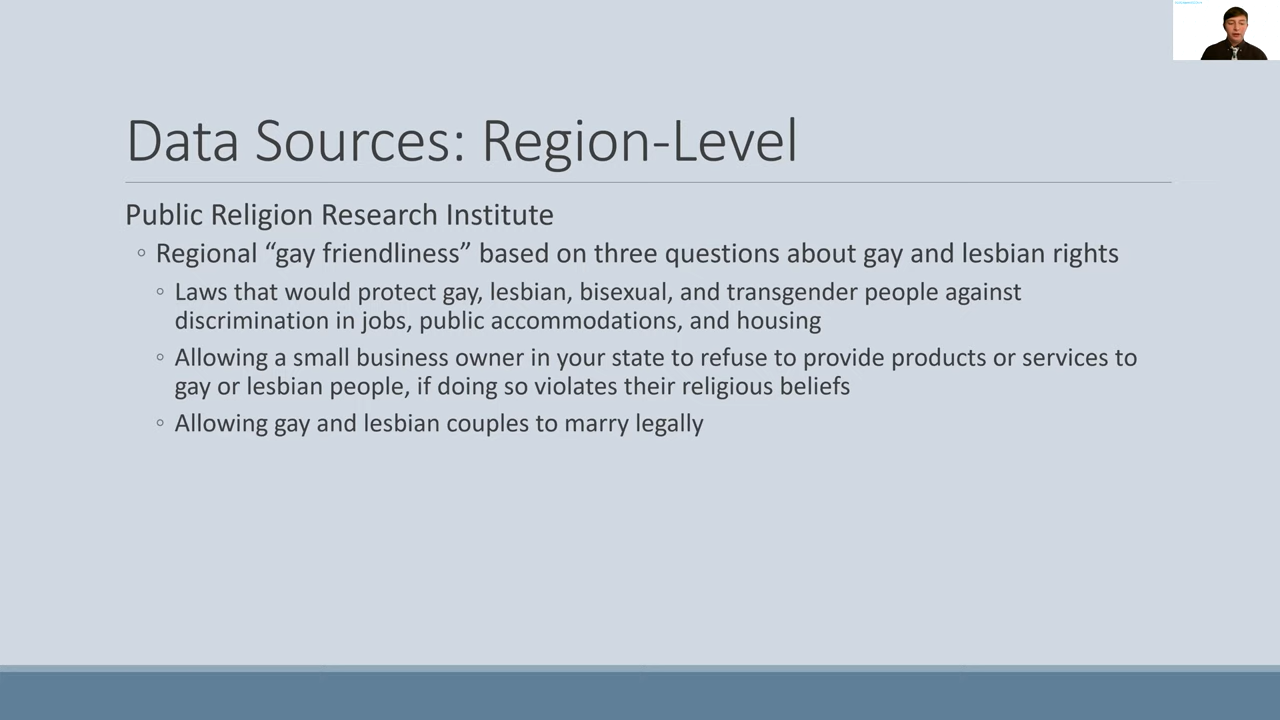 Data Sources: Region-Level
Public Religion Research Institute
◦ Regional “gay friendliness” based on three questions about gay and lesbian rights
◦ Laws that would protect gay, lesbian, bisexual, and transgender people against
discrimination in jobs, public accommodations, and housing
◦ Allowing a small business owner in your state to refuse to provide products or services to
gay or lesbian people, if doing so violates their religious beliefs
◦ Allowing gay and lesbian couples to marry legally